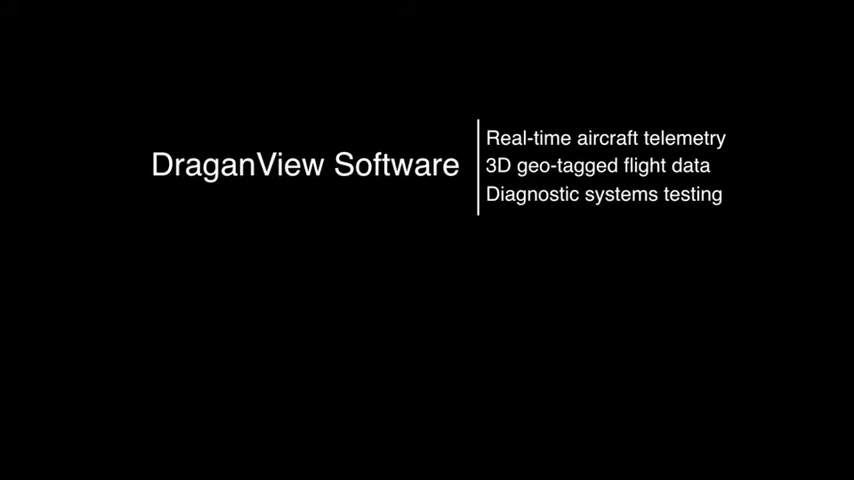 DraganView Software
Real-time aircraft telemetry
3D geo-tagged flight data
Diagnostic systems testing